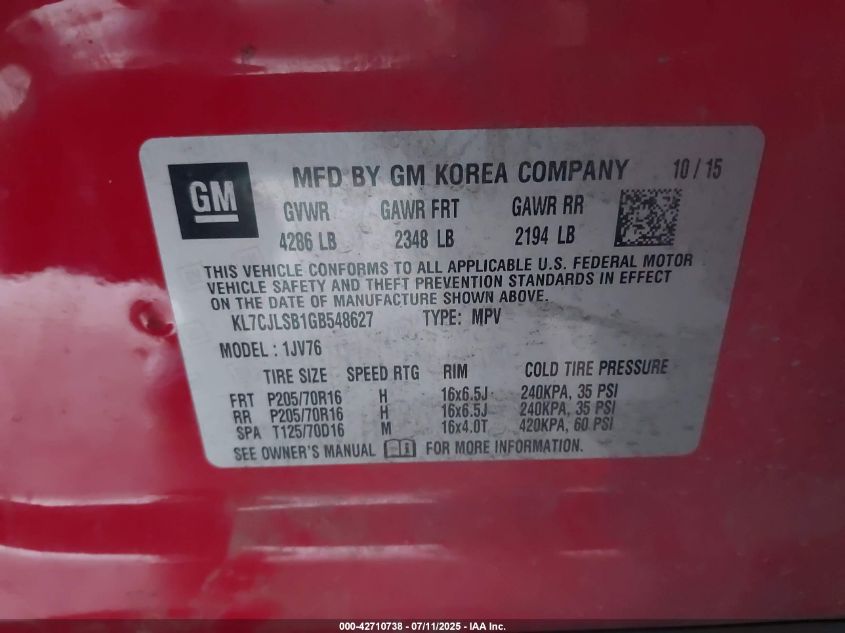 GM
MFD BY GM KOREA COMPANY 10 / 15
GVWR GAWR FRT GAWR RR
4286 LB 2348 LB 2194 LB
THIS VEHICLE CONFORMS TO ALL APPLICABLE U.S. FEDERAL MOTOR
VEHICLE SAFETY AND THEFT PREVENTION STANDARDS IN EFFECT
ON THE DATE OF MANUFACTURE SHOWN ABOVE.
KL7CJLSB1GB548627 TYPE: MPV
MODEL : 1JV76
TIRE SIZE SPEED RTG RIM COLD TIRE PRESSURE
FRT P205/70R16 H 16x6.5J 240KPA, 35 PSI
RR P205/70R16 H 16x6.5J 240KPA, 35 PSI
SPA T125/70D16 M 16x4.0T 420KPA, 60 PSI
SEE OWNER'S MANUAL FOR MORE INFORMATION.
000-42710738 - 07/11/2025 - IAA Inc.